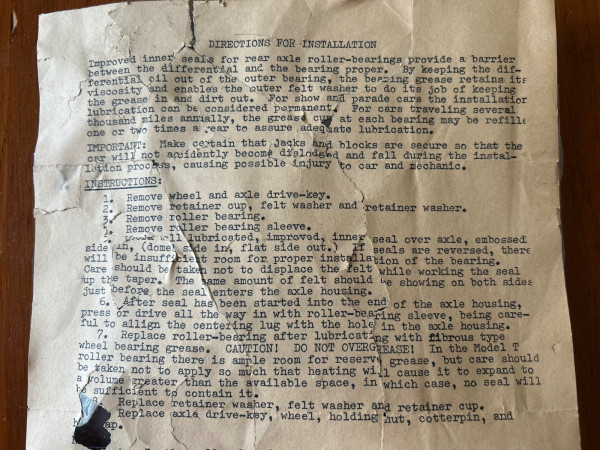 DIRECTIONS FOR INSTALLATION
Improved inner seals for rear axle roller-bearings provide a barrier
between the differential and the bearing proper. By keeping the dif-
ferential oil out of the outer bearing, the bearing grease retains its
viscosity and enables the outer felt washer to do its job of keeping
the grease in and dirt out. For show and parade cars the installation
lubrication can be considered permanent. For cars traveling several
thousand miles annually, the grease cup at each bearing may be refille
one or two times a year to assure adequate lubrication.
IMPORTANT: Make certain that jacks and blocks are secure so that the
car will not accidently become dislodged and fall during the instal-
lation process, causing possible injury to car and mechanic.
INSTRUCTIONS:
1. Remove wheel and axle drive-key.
2. Remove retainer cup, felt washer and retainer washer.
3. Remove roller bearing.
4. Remove roller bearing sleeve.
5. well lubricated, improved, inner seal over axle, embossed
side in, (dome side in, flat side out.) If seals are reversed, there
will be insufficient room for proper installation of the bearing.
Care should be taken not to displace the felt while working the seal
up the taper. The same amount of felt should be showing on both sides
just before the seal enters the axle housing.
6. After seal has been started into the end of the axle housing,
press or drive all the way in with roller-bearing sleeve, being care-
ful to allign the centering lug with the hole in the axle housing.
7. Replace roller-bearing after lubricating with fibrous type
wheel bearing grease. CAUTION! DO NOT OVERGREASE! In the Model T
roller bearing there is ample room for reserve grease, but care should
be taken not to apply so much that heating will cause it to expand to
a volume greater than the available space, in which case, no seal will
be sufficient to contain it.
8. Replace retainer washer, felt washer and retainer cup.
Replace axle drive-key, wheel, holding nut, cotterpin, and